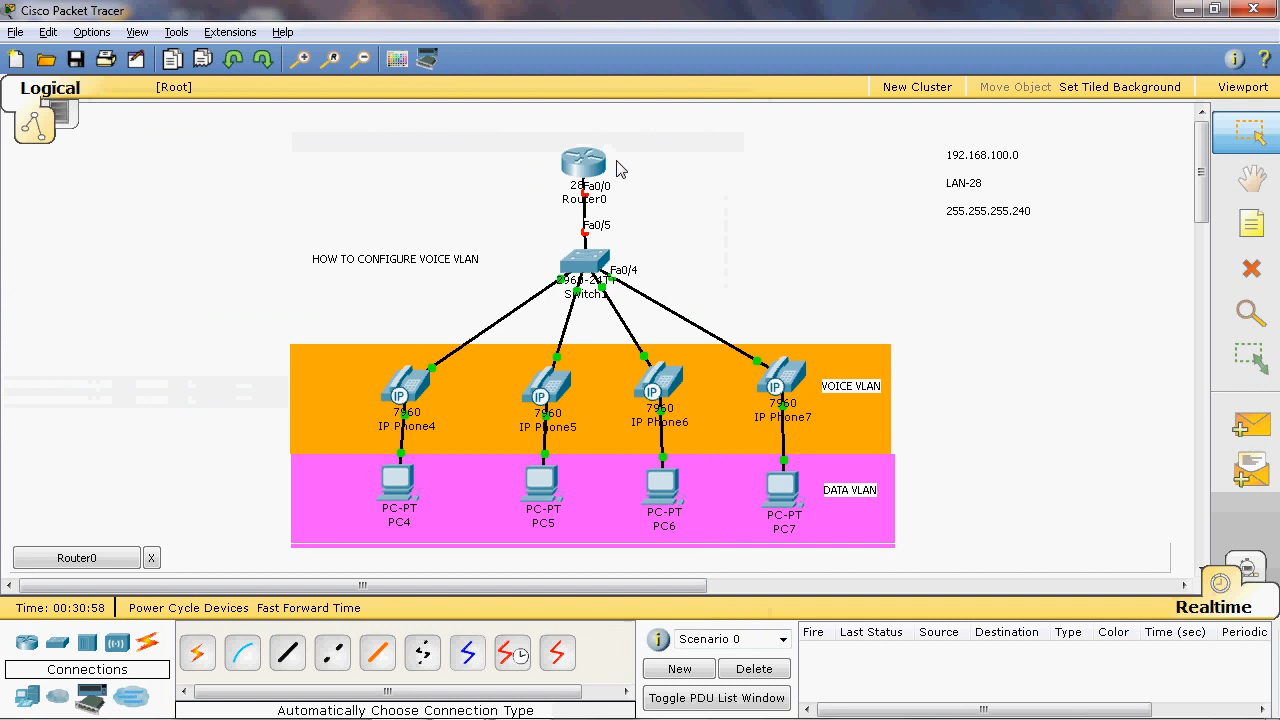 Cisco Packet Tracer
File Edit Options View Tools Extensions Help
Logical
[Root]
New Cluster
Move Object
Set Tiled Background
Viewport
192.168.100.0
LAN-28
255.255.255.240
Fa0/0
Router0
Fa0/5
HOW TO CONFIGURE VOICE VLAN
Fa0/4
VOICE VLAN
7960
IP Phone4
7960
IP Phone5
7960
IP Phone6
7960
IP Phone7
DATA VLAN
PC-PT
PC4
PC-PT
PC5
PC-PT
PC6
PC-PT
PC7
Router0
X
Time: 00:30:58
Power Cycle Devices Fast Forward Time
Realtime
Connections
Automatically Choose Connection Type
Scenario 0
New
Delete
Toggle PDU List Window
Fire Last Status Source Destination Type Color Time (sec) Periodic
IP
IP
IP
IP